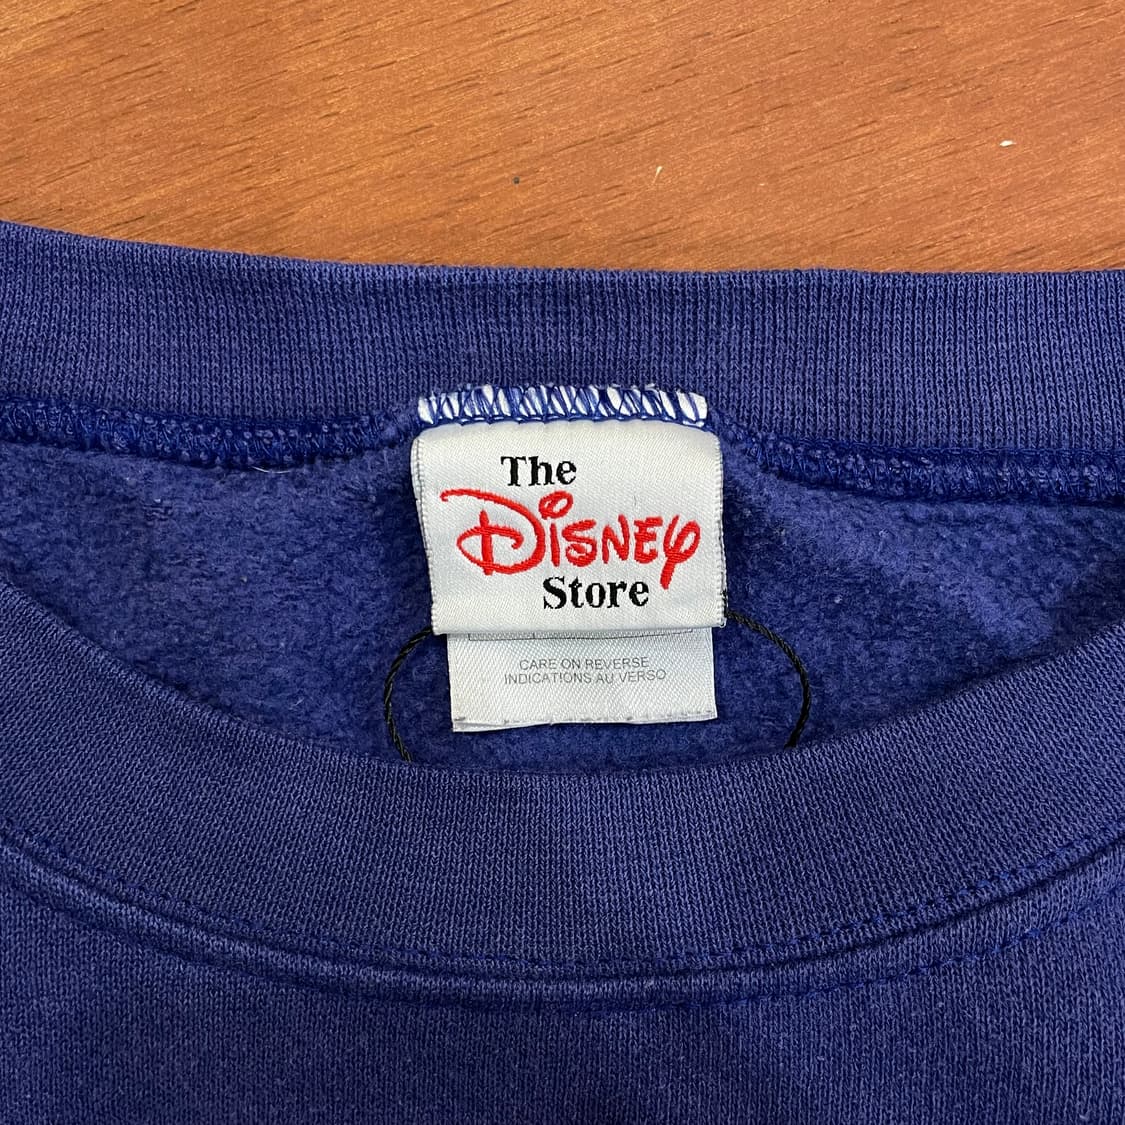 The
Disney
Store
CARE ON REVERSE
INDICATIONS AU VERSO